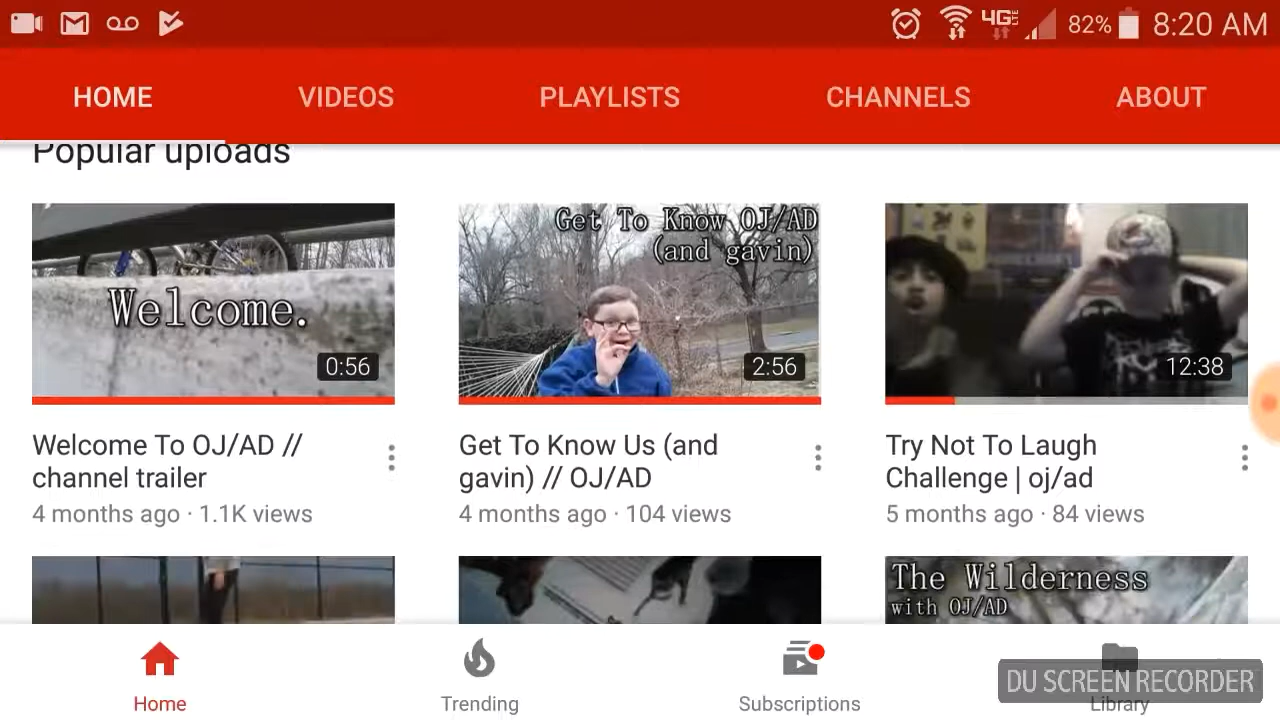 82% 8:20 AM
4G LTE
HOME VIDEOS PLAYLISTS CHANNELS ABOUT
Popular uploads
Welcome.
0:56
Get To Know OJ/AD
(and gavin)
2:56
12:38
Welcome To OJ/AD //
channel trailer
4 months ago · 1.1K views
Get To Know Us (and
gavin) // OJ/AD
4 months ago · 104 views
Try Not To Laugh
Challenge | oj/ad
5 months ago · 84 views
The Wilderness
with OJ/AD
Home Trending Subscriptions Library
DU SCREEN RECORDER